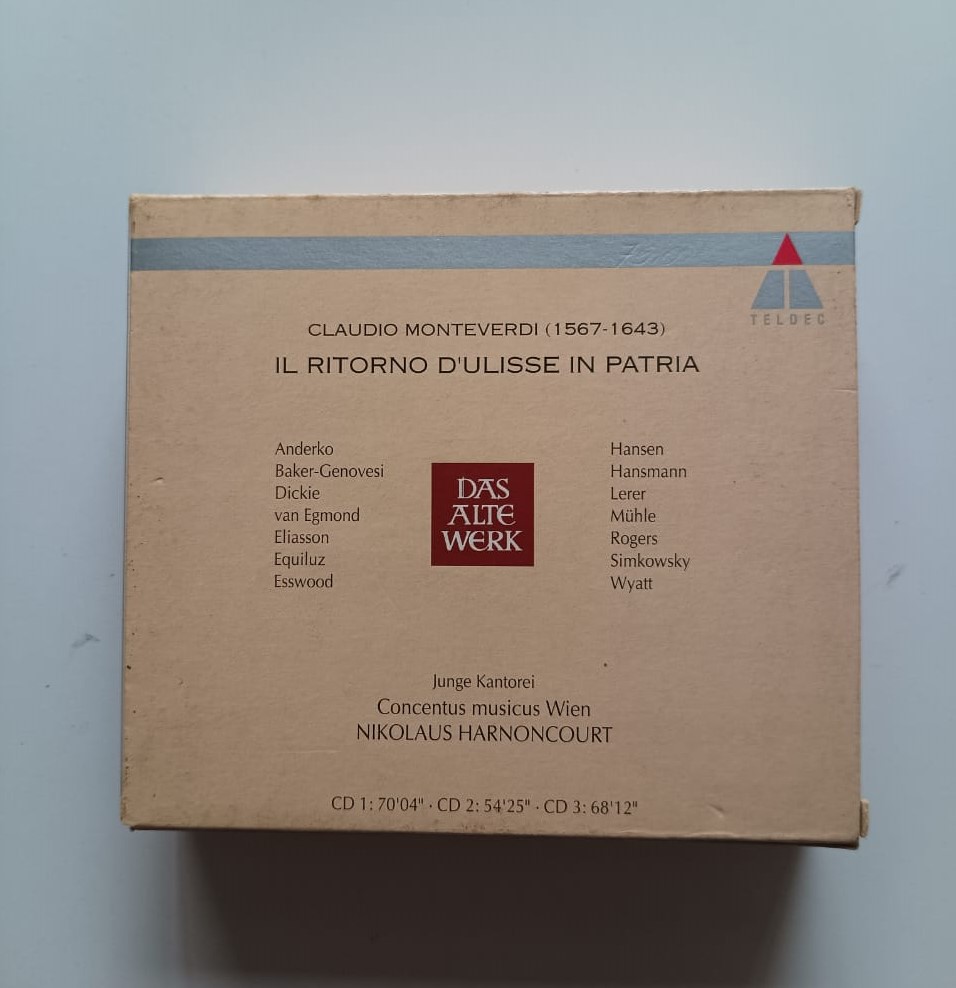 TELDEC
CLAUDIO MONTEVERDI (1567-1643)
IL RITORNO D'ULISSE IN PATRIA
Anderko
Baker-Genovesi
Dickie
van Egmond
Eliasson
Equiluz
Esswood
DAS
ALTE
WERK
Hansen
Hansmann
Lerer
Mühle
Rogers
Simkowsky
Wyatt
Junge Kantorei
Concentus musicus Wien
NIKOLAUS HARNONCOURT
CD 1: 70'04" · CD 2: 54'25" · CD 3: 68'12"